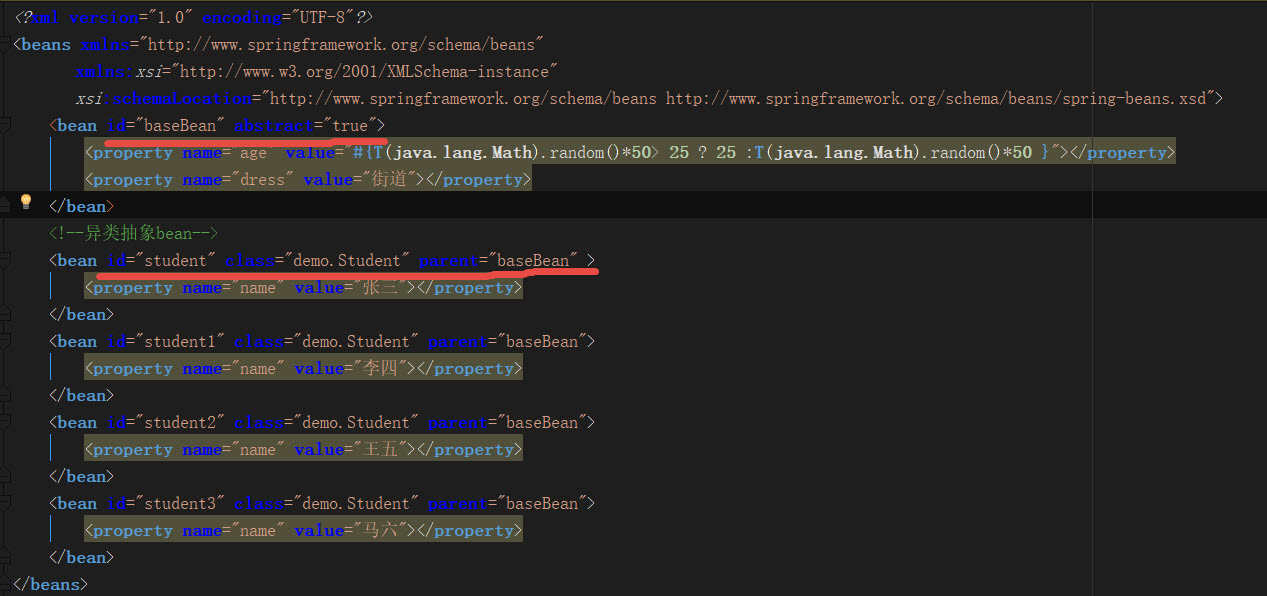 <?xml version="1.0" encoding="UTF-8"?>
<beans xmlns="http://www.springframework.org/schema/beans"
xmlns:xsi="http://www.w3.org/2001/XMLSchema-instance"
xsi:schemaLocation="http://www.springframework.org/schema/beans http://www.springframework.org/schema/beans/spring-beans.xsd">
<bean id="baseBean" abstract="true">
<property name="age" value="#{T(java.lang.Math).random()*50> 25 ? 25 :T(java.lang.Math).random()*50 }"></property>
<property name="dress" value="街道"></property>
</bean>
<!--异类抽象bean-->
<bean id="student" class="demo.Student" parent="baseBean" >
<property name="name" value="张三"></property>
</bean>
<bean id="student1" class="demo.Student" parent="baseBean">
<property name="name" value="李四"></property>
</bean>
<bean id="student2" class="demo.Student" parent="baseBean">
<property name="name" value="王五"></property>
</bean>
<bean id="student3" class="demo.Student" parent="baseBean">
<property name="name" value="马六"></property>
</bean>
</beans>